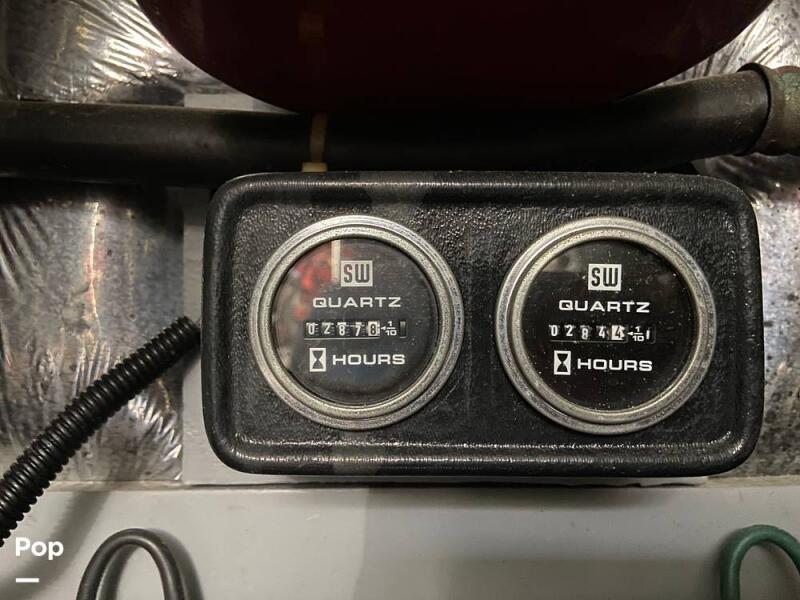 SW
QUARTZ
02878 1/10
HOURS
SW
QUARTZ
02844 1/10
HOURS
Pop